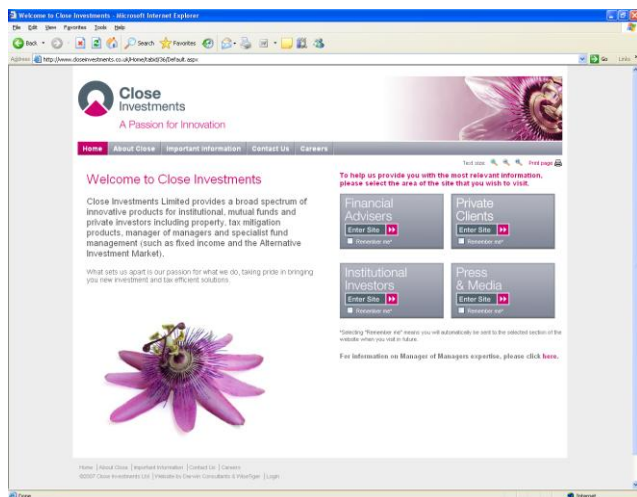 Welcome to Close Investments - Microsoft Internet Explorer
File Edit View Favorites Tools Help
Back Search Favorites
Address http://www.closeinvestments.co.uk/Home/tabid/36/Default.aspx Go Links
Close
Investments
A Passion for Innovation
Home About Close Important Information Contact Us Careers
Text size Print page
Welcome to Close Investments
Close Investments Limited provides a broad spectrum of
innovative products for institutional, mutual funds and
private investors including property, tax mitigation
products, manager of managers and specialist fund
management (such as fixed income and the Alternative
Investment Market).
What sets us apart is our passion for what we do, taking pride in bringing
you new investment and tax efficient solutions.
To help us provide you with the most relevant information,
please select the area of the site that you wish to visit.
Financial
Advisers
Enter Site
Remember me*
Private
Clients
Enter Site
Remember me*
Institutional
Investors
Enter Site
Remember me*
Press
& Media
Enter Site
Remember me*
*Selecting "Remember me" means you will automatically be sent to the selected section of the
website when you visit in future.
For information on Manager of Managers expertise, please click here.
Home | About Close | Important Information | Contact Us | Careers
©2007 Close Investments Ltd | Website by Darwin Consultants & WiseTiger | Login
Done Internet